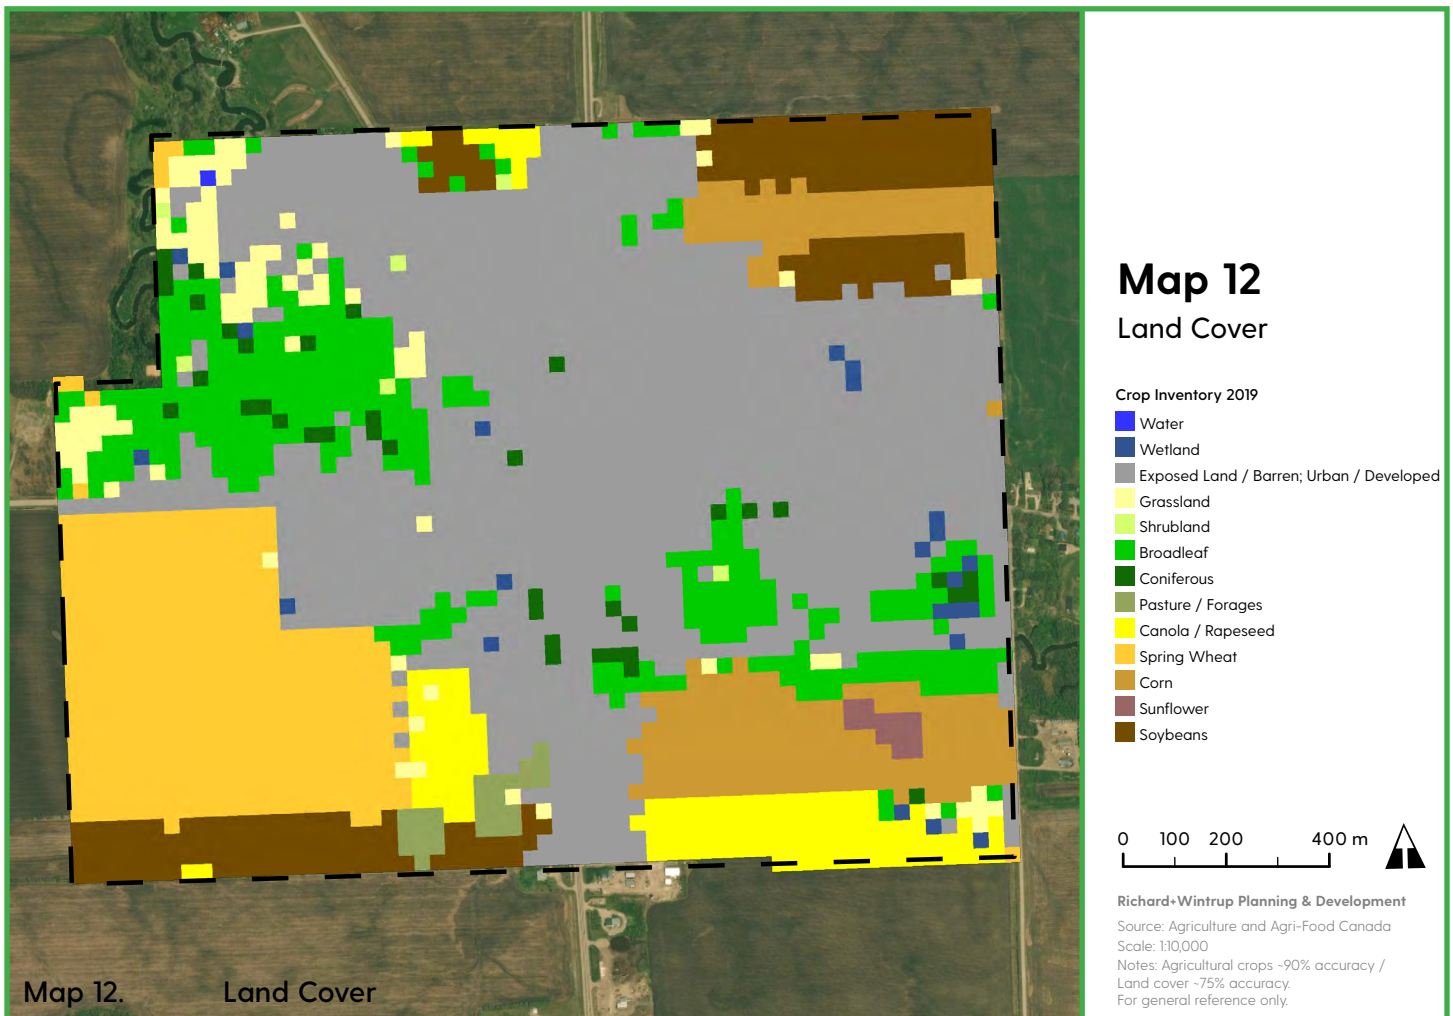 Map 12
Land Cover
Crop Inventory 2019
Water
Wetland
Exposed Land / Barren; Urban / Developed
Grassland
Shrubland
Broadleaf
Coniferous
Pasture / Forages
Canola / Rapeseed
Spring Wheat
Corn
Sunflower
Soybeans
0 100 200 400 m
Richard+Wintrup Planning & Development
Source: Agriculture and Agri-Food Canada
Scale: 1:10,000
Notes: Agricultural crops ~90% accuracy /
Land cover ~75% accuracy.
For general reference only.
Map 12. Land Cover